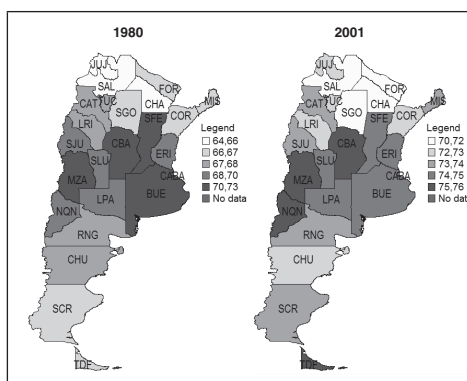 1980
JUJ
SAL
FOR
CAT
TUC
SGO
CHA
MIS
SFE
COR
LRI
SJU
CBA
ERI
SLU
MZA
CABA
LPA
BUE
NQN
RNG
CHU
SCR
TDF
Legend
64,66
66,67
67,68
68,70
70,73
No data
2001
JUJ
SAL
FOR
CAT
TUC
SGO
CHA
MIS
SFE
COR
LRI
SJU
CBA
ERI
SLU
MZA
CABA
LPA
BUE
NQN
RNG
CHU
SCR
TDF
Legend
70,72
72,73
73,74
74,75
75,76
No data